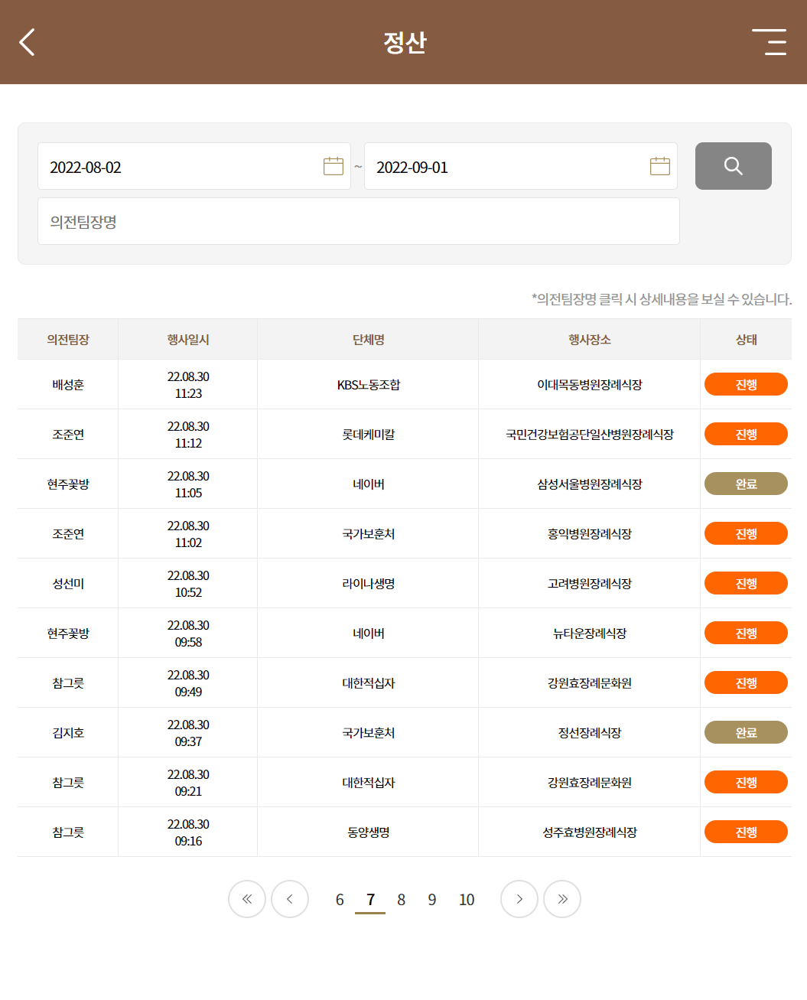 정산
2022-08-02 ~ 2022-09-01
의전팀장명
*의전팀장명 클릭 시 상세내용을 보실 수 있습니다.
의전팀장 행사일시 단체명 행사장소 상태
배성훈 22.08.30 11:23 KBS노동조합 이대목동병원장례식장 진행
조준연 22.08.30 11:12 롯데케미칼 국민건강보험공단일산병원장례식장 진행
현주꽃방 22.08.30 11:05 네이버 삼성서울병원장례식장 완료
조준연 22.08.30 11:02 국가보훈처 홍익병원장례식장 진행
성선미 22.08.30 10:52 라이나생명 고려병원장례식장 진행
현주꽃방 22.08.30 09:58 네이버 뉴타운장례식장 진행
참그릇 22.08.30 09:49 대한적십자 강원효장례문화원 진행
김지호 22.08.30 09:37 국가보훈처 정선장례식장 완료
참그릇 22.08.30 09:21 대한적십자 강원효장례문화원 진행
참그릇 22.08.30 09:16 동양생명 성주효병원장례식장 진행
6 7 8 9 10